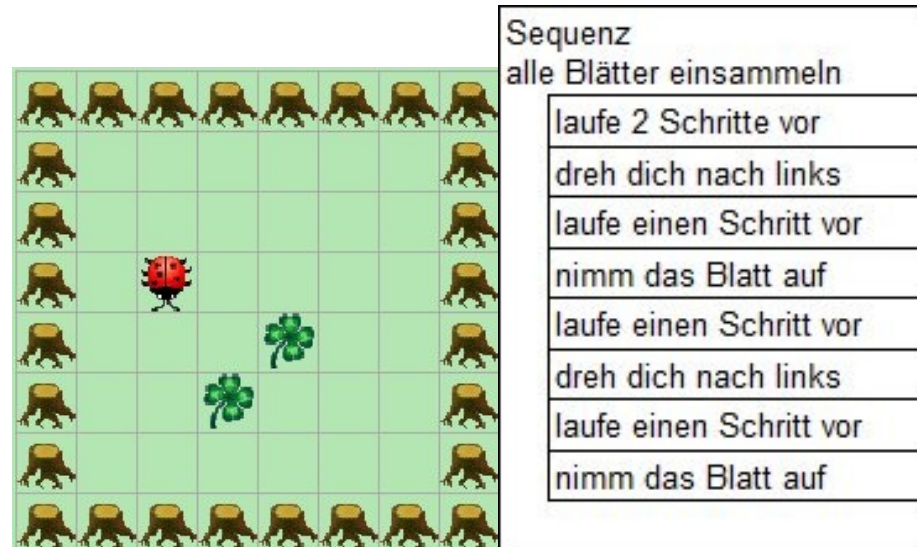 Sequenz
alle Blätter einsammeln
laufe 2 Schritte vor
dreh dich nach links
laufe einen Schritt vor
nimm das Blatt auf
laufe einen Schritt vor
dreh dich nach links
laufe einen Schritt vor
nimm das Blatt auf